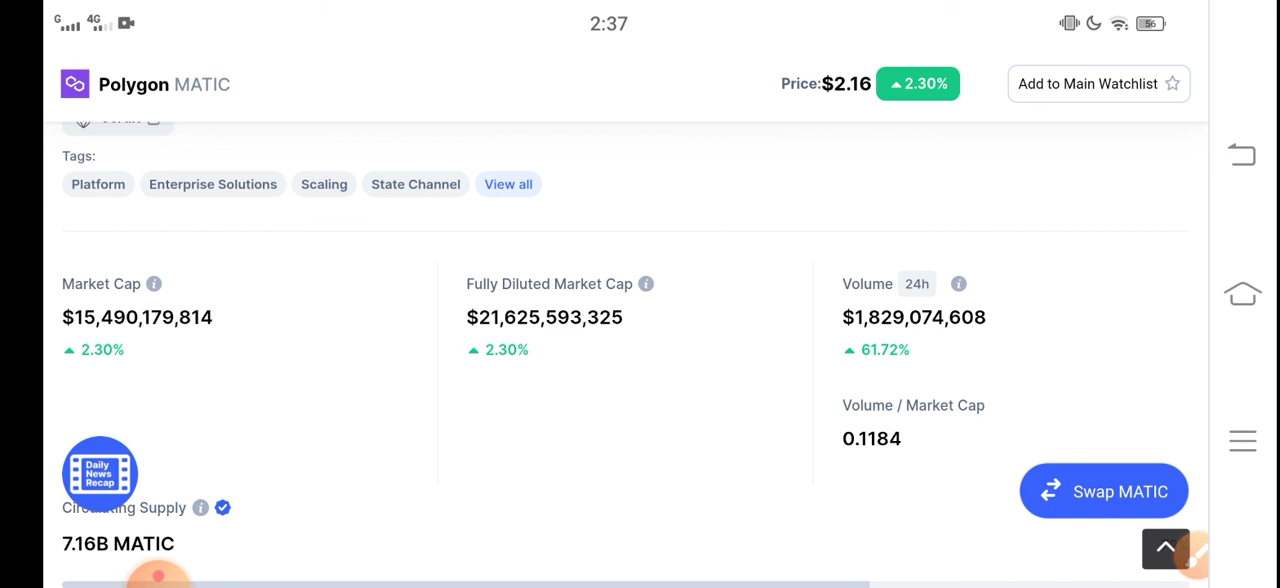 G 4G 2:37 56
Polygon MATIC Price:$2.16 2.30% Add to Main Watchlist
Tags:
Platform Enterprise Solutions Scaling State Channel View all
Market Cap Fully Diluted Market Cap Volume 24h
$15,490,179,814 $21,625,593,325 $1,829,074,608
2.30% 2.30% 61.72%
Volume / Market Cap
0.1184
Daily
News
Recap
Swap MATIC
Circulating Supply
7.16B MATIC